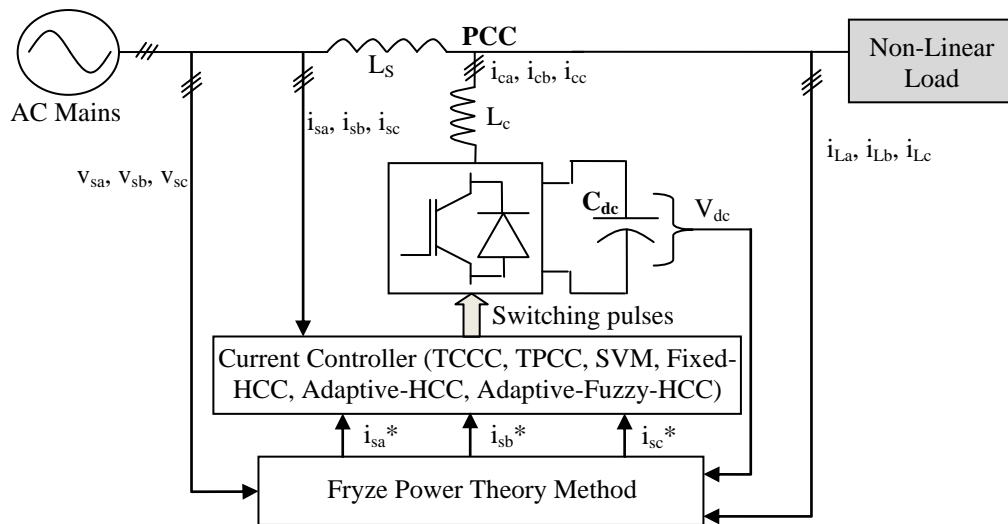 AC Mains
L_S
PCC
i_ca, i_cb, i_cc
Non-Linear
Load
i_sa, i_sb, i_sc
L_c
i_La, i_Lb, i_Lc
v_sa, v_sb, v_sc
C_dc
V_dc
Switching pulses
Current Controller (TCCC, TPCC, SVM, Fixed-
HCC, Adaptive-HCC, Adaptive-Fuzzy-HCC)
i_sa*
i_sb*
i_sc*
Fryze Power Theory Method